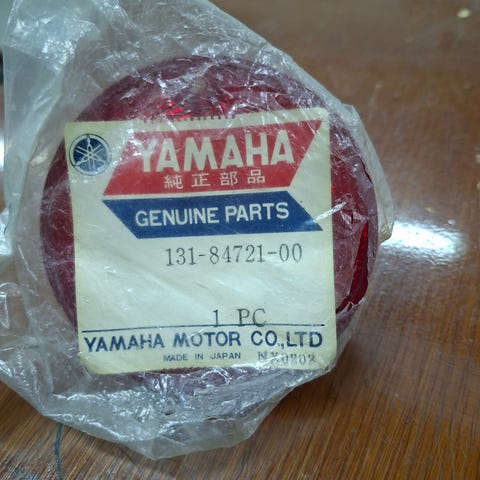 YAMAHA
純正部品
GENUINE PARTS
131-84721-00
1 PC
YAMAHA MOTOR CO.,LTD
MADE IN JAPAN NX0202